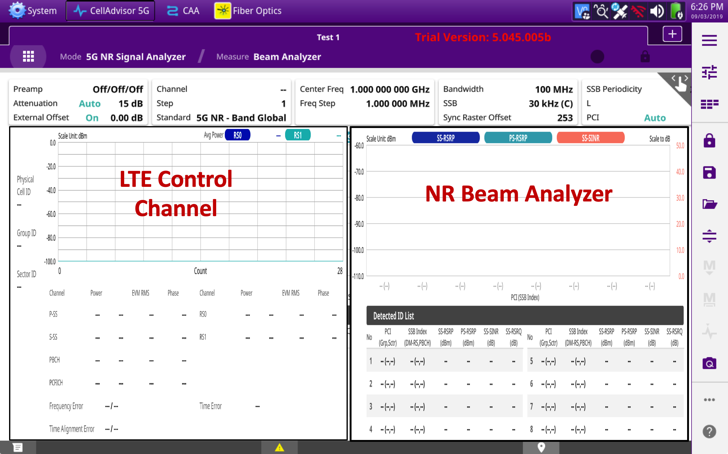 System CellAdvisor 5G CAA Fiber Optics 6:26 PM
09/03/2019
Test 1 Trial Version: 5.045.005b
Mode 5G NR Signal Analyzer / Measure Beam Analyzer
Preamp Off/Off/Off
Attenuation Auto 15 dB
External Offset On 0.00 dB
Channel --
Step 1
Standard 5G NR - Band Global
Center Freq 1.000 000 000 GHz
Freq Step 1.000 000 MHz
Bandwidth 100 MHz
SSB 30 kHz (C)
Sync Raster Offset 253
SSB Periodicity
L
PCI Auto
Scale Unit: dBm Avg Power RS0 -- RS1 --
0.0
-20.0
-40.0
-60.0
-80.0
-100.0
0 Count 28
Physical
Cell ID
--
Group ID
--
Sector ID
--
LTE Control
Channel
Channel Power EVM RMS Phase Channel Power EVM RMS Phase
P-SS -- -- -- RS0 -- -- --
S-SS -- -- -- RS1 -- -- --
PBCH -- -- --
PCFICH -- -- --
Frequency Error --/-- Time Error --
Time Alignment Error --/--
Scale Unit: dBm SS-RSRP PS-RSRP SS-SINR Scale to dB
-60.0 50.0
-70.0 40.0
-80.0 30.0
-90.0 20.0
-100.0 10.0
-110.0 0.0
NR Beam Analyzer
-(-) -(-) -(-) -(-) -(-) -(-) -(-) -(-)
PCI (SSB Index)
Detected ID List
No PCI (Grp,Sctr) SSB Index (DM-RS,PBCH) SS-RSRP (dBm) PS-RSRP (dBm) SS-SINR (dB) SS-RSRQ (dB) No PCI (Grp,Sctr) SSB Index (DM-RS,PBCH) SS-RSRP (dBm) PS-RSRP (dBm) SS-SINR (dB) SS-RSRQ (dB)
1 -(-,-) -(-,-) - - - - 5 -(-,-) -(-,-) - - - -
2 -(-,-) -(-,-) - - - - 6 -(-,-) -(-,-) - - - -
3 -(-,-) -(-,-) - - - - 7 -(-,-) -(-,-) - - - -
4 -(-,-) -(-,-) - - - - 8 -(-,-) -(-,-) - - - -